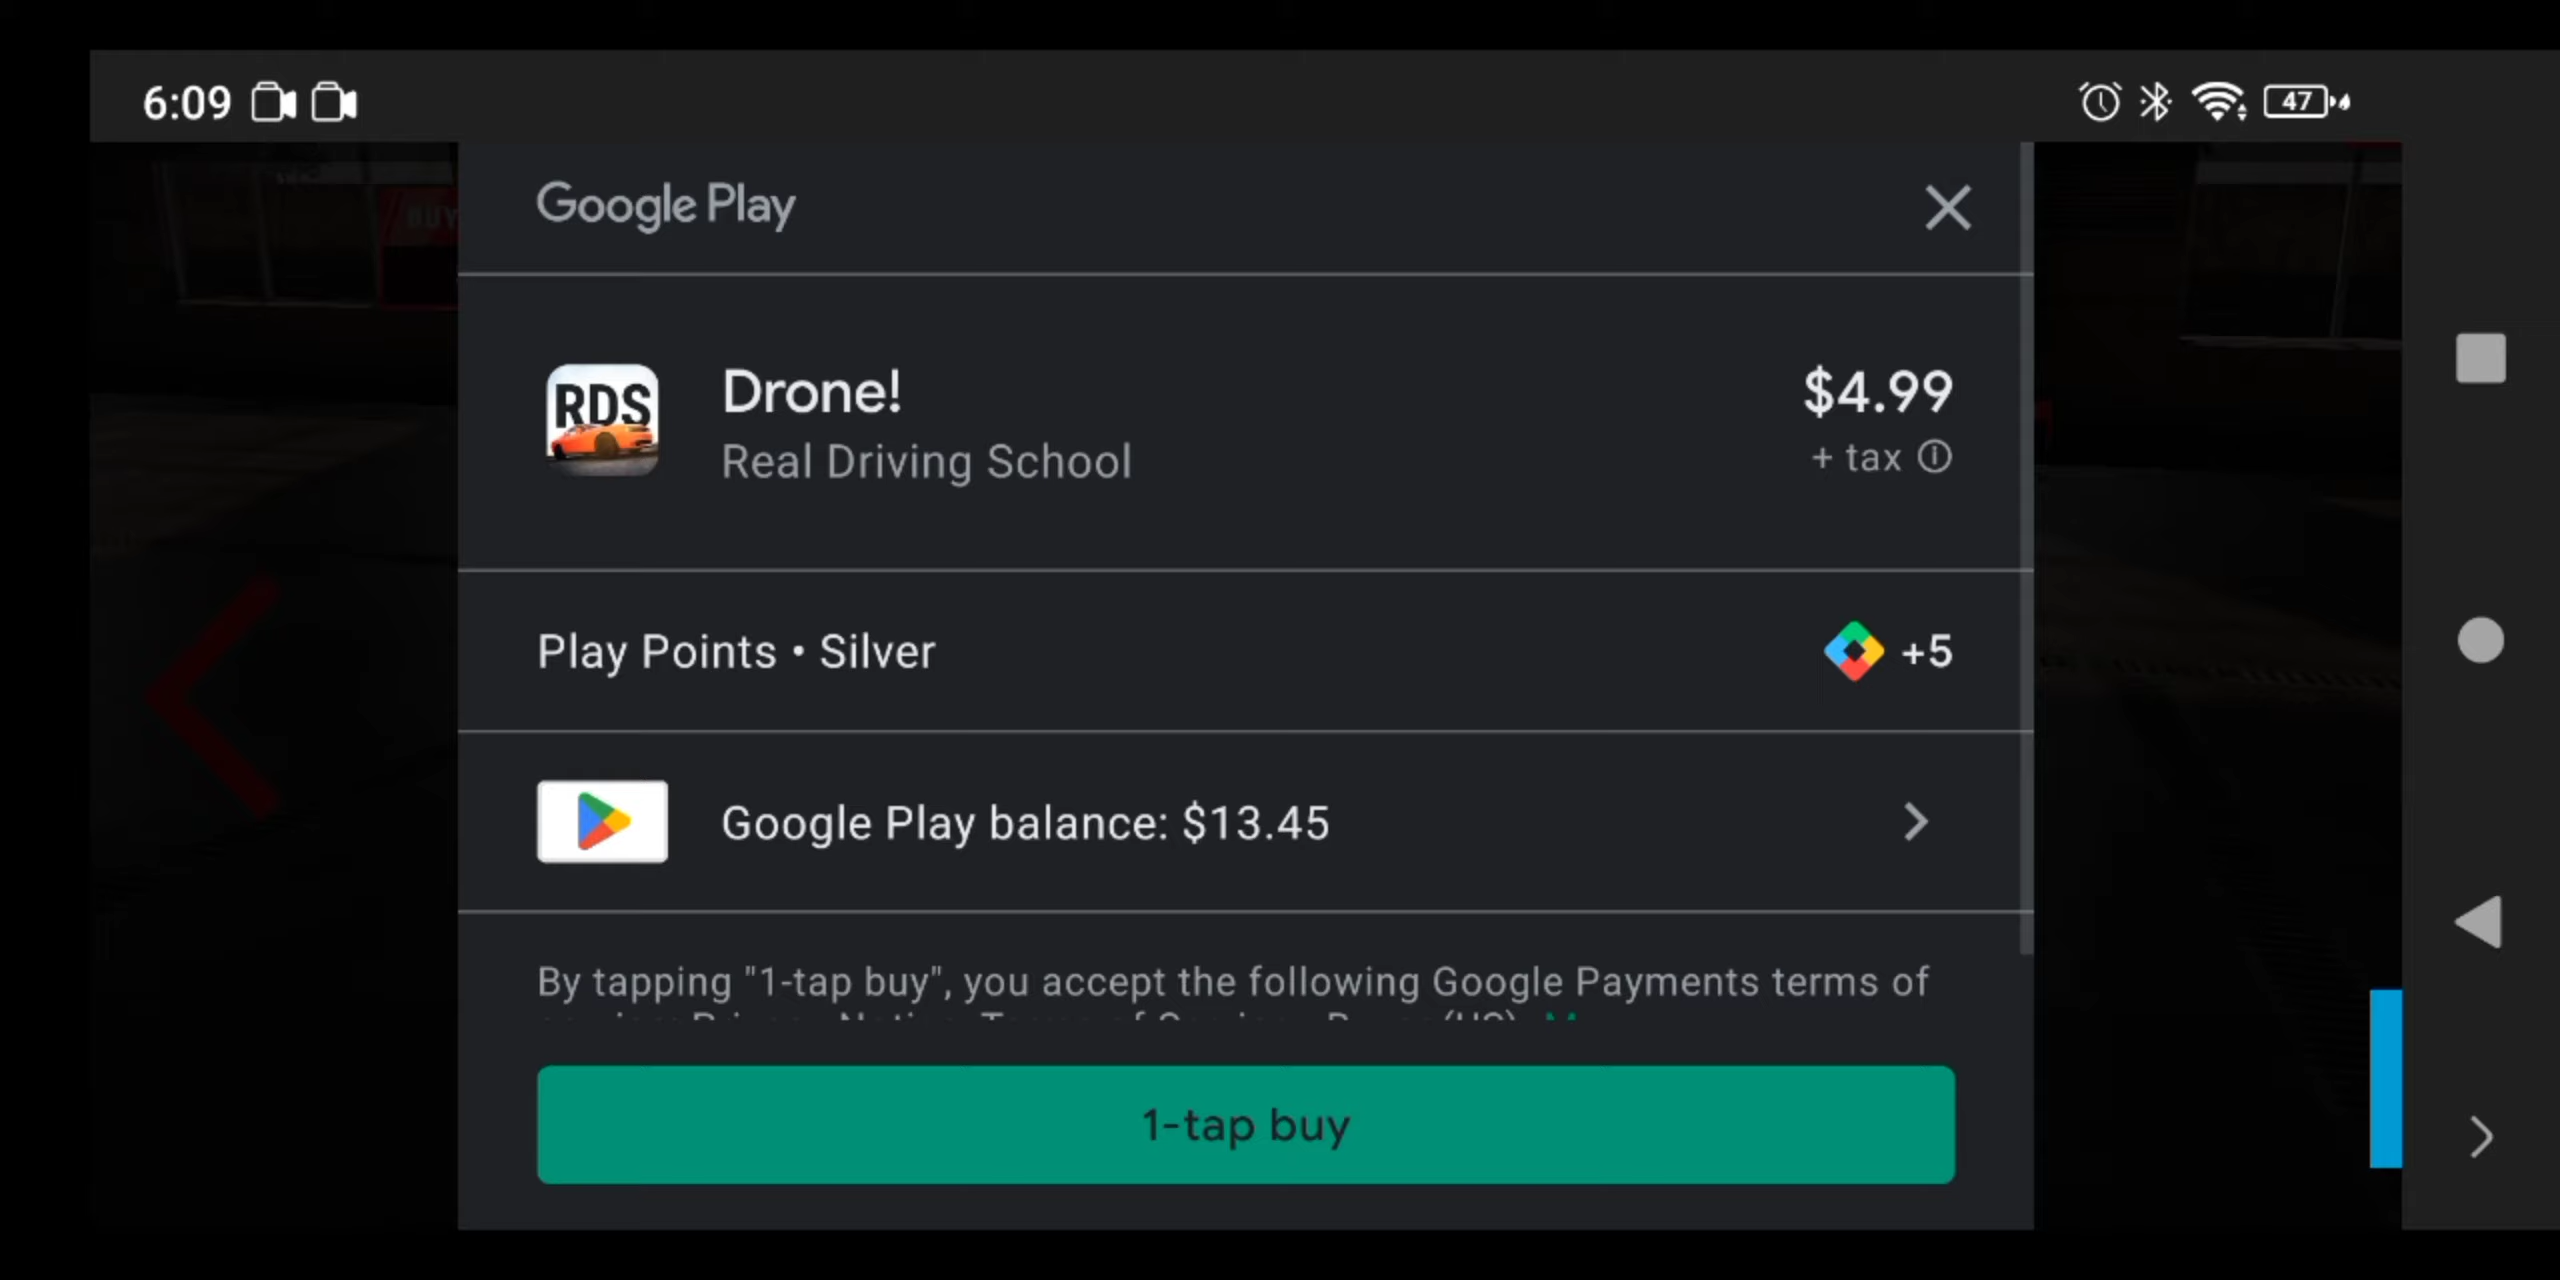 6:09
47
BUY
Google Play
RDS
Drone!
$4.99
Real Driving School
+ tax
Play Points • Silver
+5
Google Play balance: $13.45
By tapping "1-tap buy", you accept the following Google Payments terms of
1-tap buy